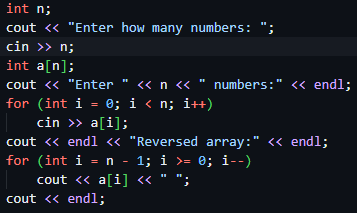 int n;
cout << "Enter how many numbers: ";
cin >> n;
int a[n];
cout << "Enter " << n << " numbers:" << endl;
for (int i = 0; i < n; i++)
    cin >> a[i];
cout << endl << "Reversed array:" << endl;
for (int i = n - 1; i >= 0; i--)
    cout << a[i] << " ";
cout << endl;